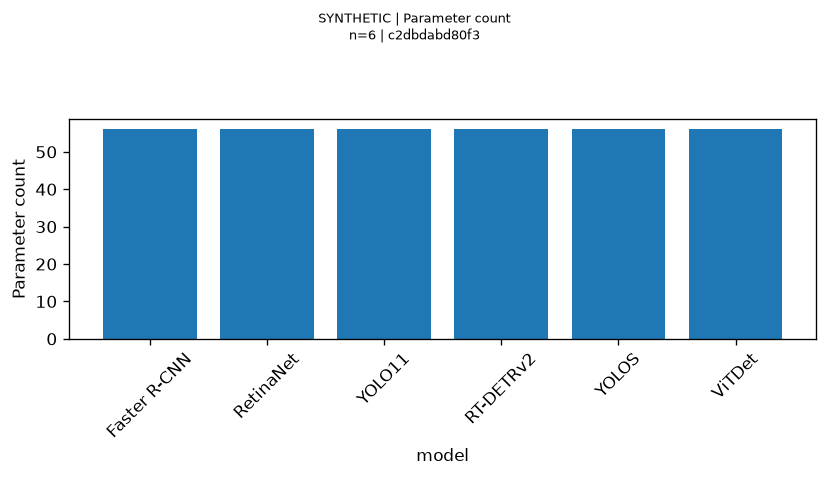 SYNTHETIC | Parameter count
n=6 | c2dbdabd80f3
Parameter count
50
40
30
20
10
0
Faster R-CNN
RetinaNet
YOLO11
RT-DETRv2
YOLOS
ViTDet
model